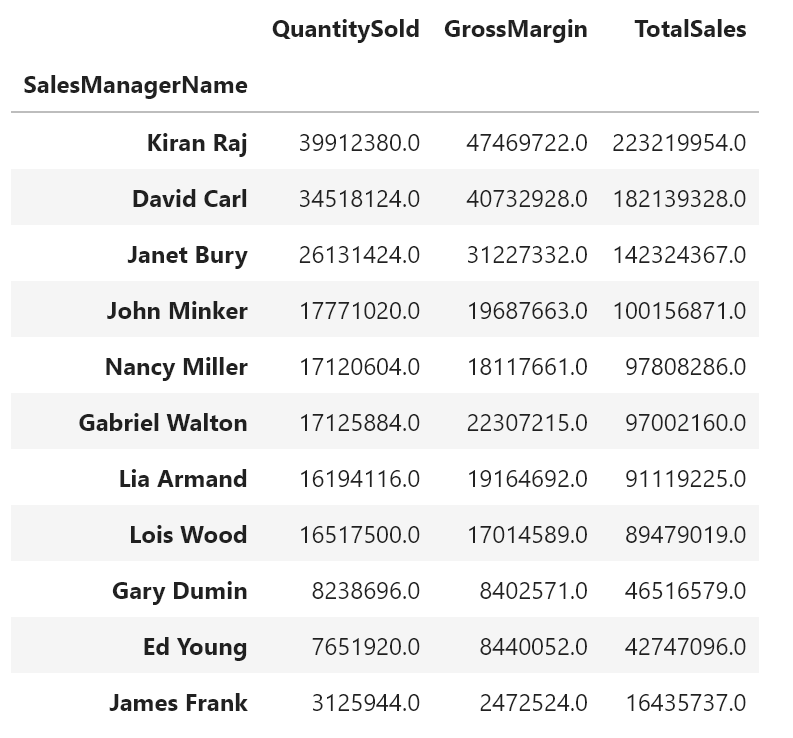 QuantitySold GrossMargin TotalSales
SalesManagerName
Kiran Raj 39912380.0 47469722.0 223219954.0
David Carl 34518124.0 40732928.0 182139328.0
Janet Bury 26131424.0 31227332.0 142324367.0
John Minker 17771020.0 19687663.0 100156871.0
Nancy Miller 17120604.0 18117661.0 97808286.0
Gabriel Walton 17125884.0 22307215.0 97002160.0
Lia Armand 16194116.0 19164692.0 91119225.0
Lois Wood 16517500.0 17014589.0 89479019.0
Gary Dumin 8238696.0 8402571.0 46516579.0
Ed Young 7651920.0 8440052.0 42747096.0
James Frank 3125944.0 2472524.0 16435737.0